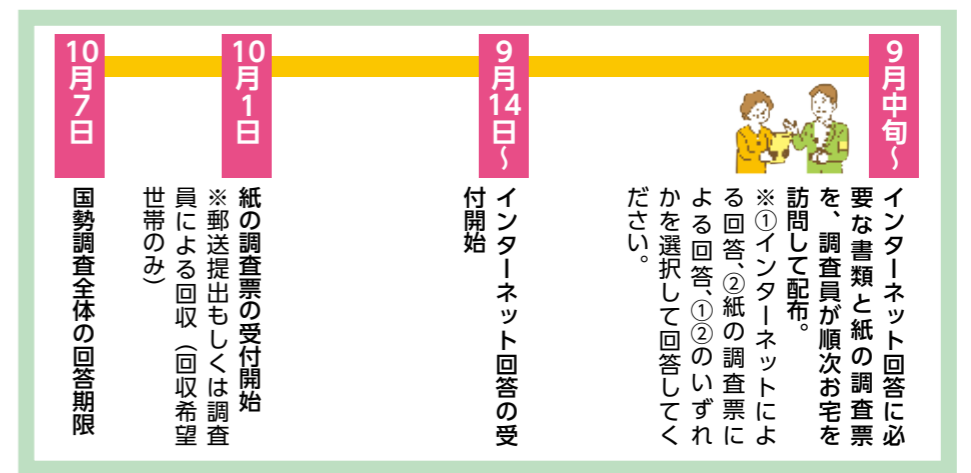 9月中旬～
インターネット回答に必
要な書類と紙の調査票
を、調査員が順次お宅を
訪問して配布。
※①インターネットによ
る回答、②紙の調査票に
よる回答、①②のいずれ
かを選択して回答してく
ださい。
9月14日～
インターネット回答の受
付開始
10月1日
紙の調査票の受付開始
※郵送提出もしくは調査
員による回収（回収希望
世帯のみ）
10月7日
国勢調査全体の回答期限